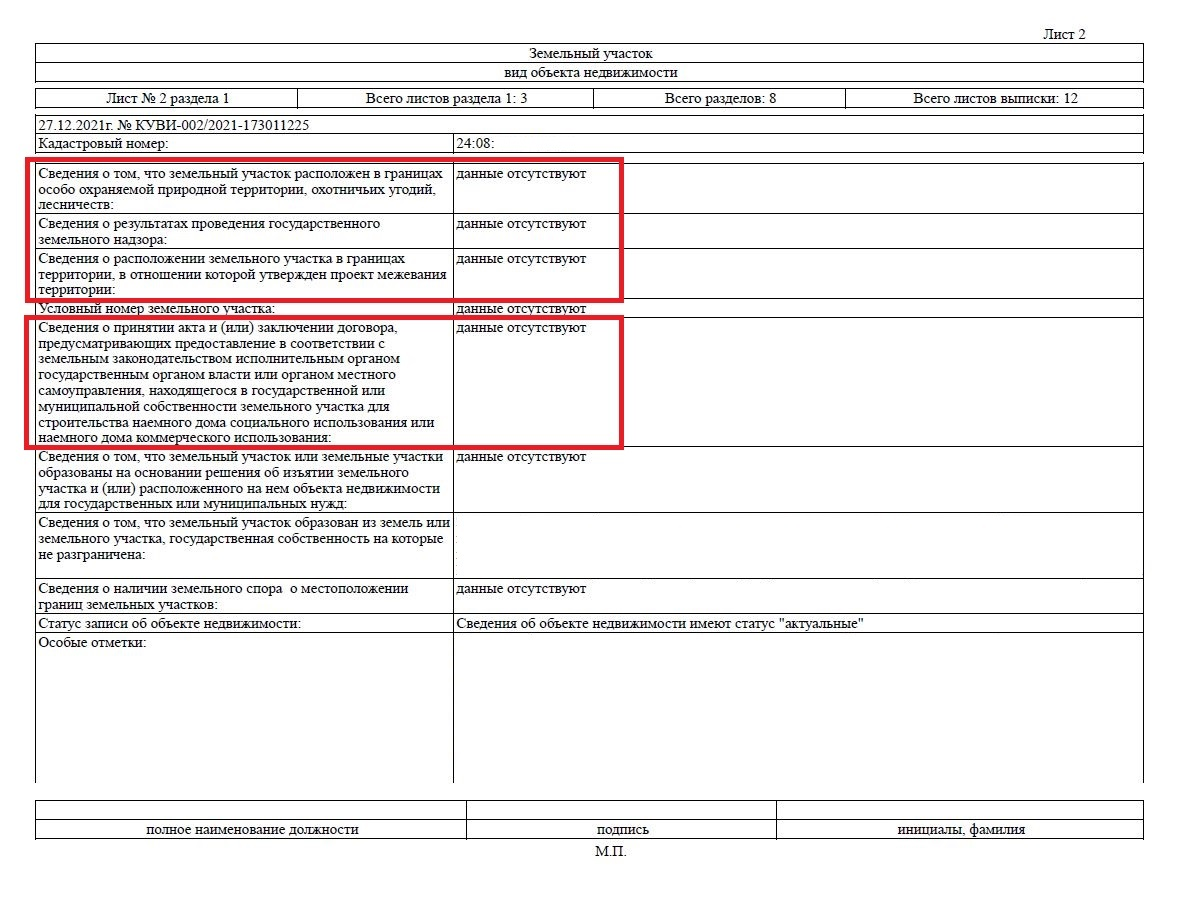 Лист 2
Земельный участок
вид объекта недвижимости
Лист № 2 раздела 1 Всего листов раздела 1: 3 Всего разделов: 8 Всего листов выписки: 12
27.12.2021г. № КУВИ-002/2021-173011225
Кадастровый номер: 24:08:
Сведения о том, что земельный участок расположен в границах данные отсутствуют
особо охраняемой природной территории, охотничьих угодий,
лесничеств:
Сведения о результатах проведения государственного данные отсутствуют
земельного надзора:
Сведения о расположении земельного участка в границах данные отсутствуют
территории, в отношении которой утвержден проект межевания
территории:
Условный номер земельного участка: данные отсутствуют
Сведения о принятии акта и (или) заключении договора, данные отсутствуют
предусматривающих предоставление в соответствии с
земельным законодательством исполнительным органом
государственным органом власти или органом местного
самоуправления, находящегося в государственной или
муниципальной собственности земельного участка для
строительства наемного дома социального использования или
наемного дома коммерческого использования:
Сведения о том, что земельный участок или земельные участки данные отсутствуют
образованы на основании решения об изъятии земельного
участка и (или) расположенного на нем объекта недвижимости
для государственных или муниципальных нужд:
Сведения о том, что земельный участок образован из земель или
земельного участка, государственная собственность на которые
не разграничена:
Сведения о наличии земельного спора о местоположении данные отсутствуют
границ земельных участков:
Статус записи об объекте недвижимости: Сведения об объекте недвижимости имеют статус "актуальные"
Особые отметки:
полное наименование должности подпись инициалы, фамилия
М.П.